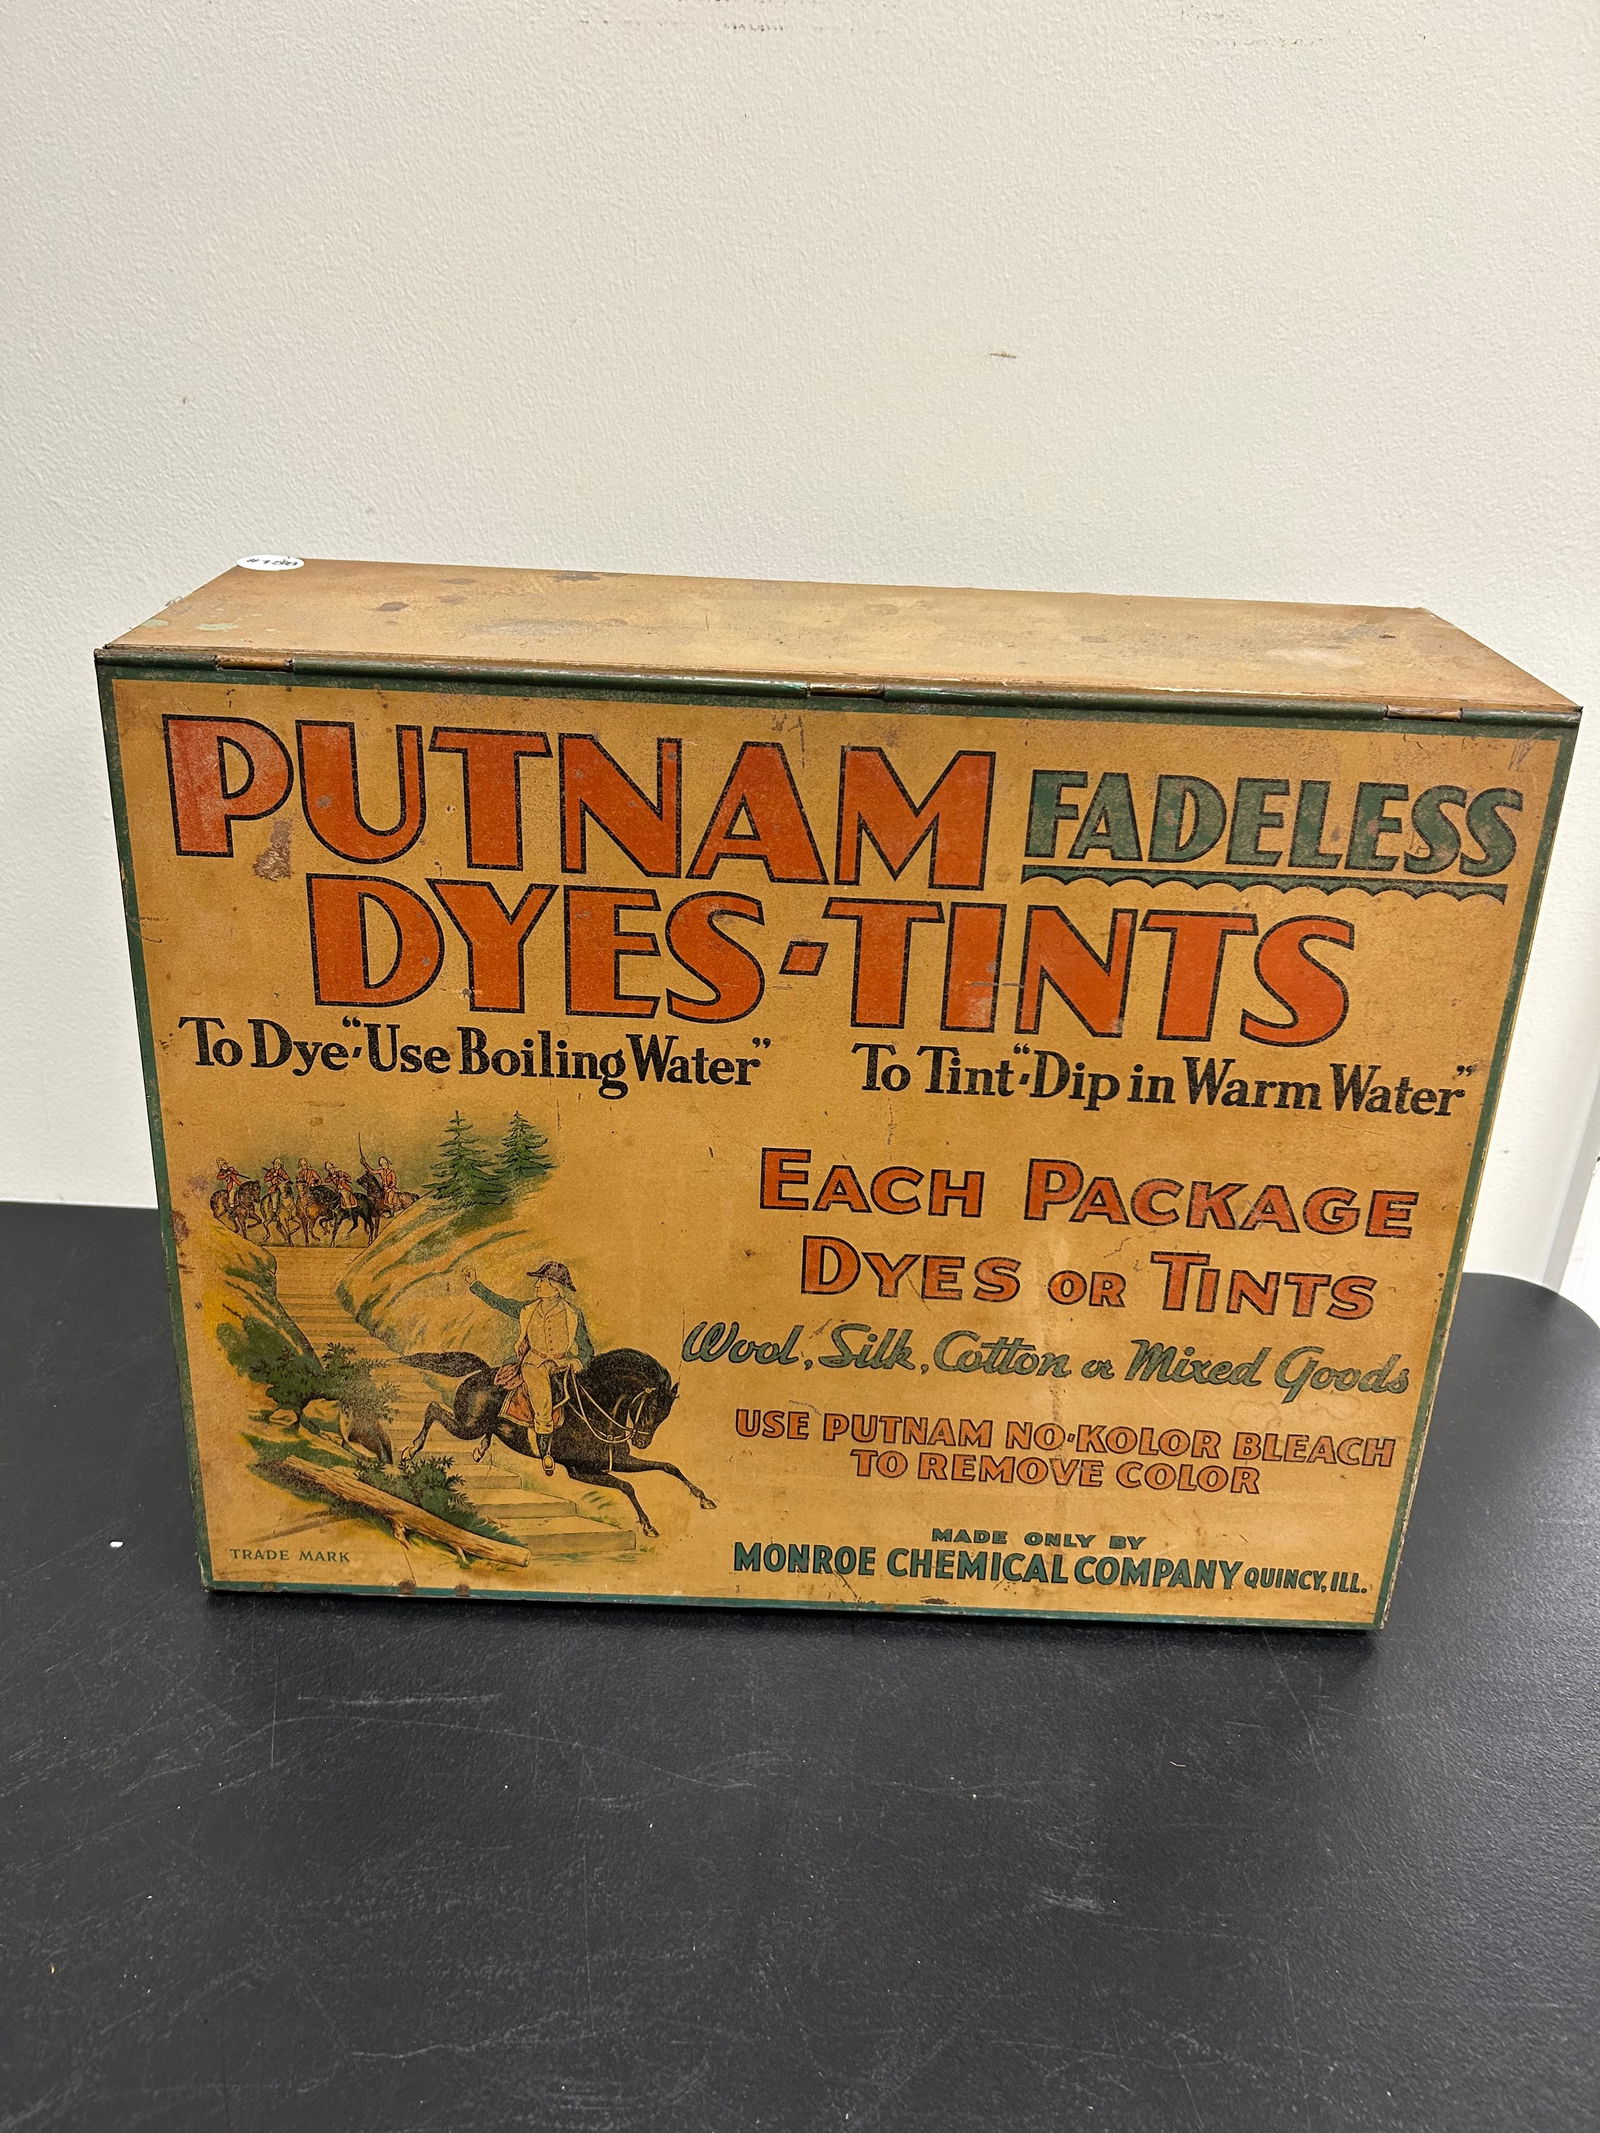 PUTNAM FADELESS
DYES-TINTS
To Dye-"Use Boiling Water" To Tint-"Dip in Warm Water"
EACH PACKAGE
DYES OR TINTS
Wool, Silk, Cotton or Mixed Goods
USE PUTNAM NO-KOLOR BLEACH
TO REMOVE COLOR
MADE ONLY BY
MONROE CHEMICAL COMPANY QUINCY, ILL.
TRADE MARK